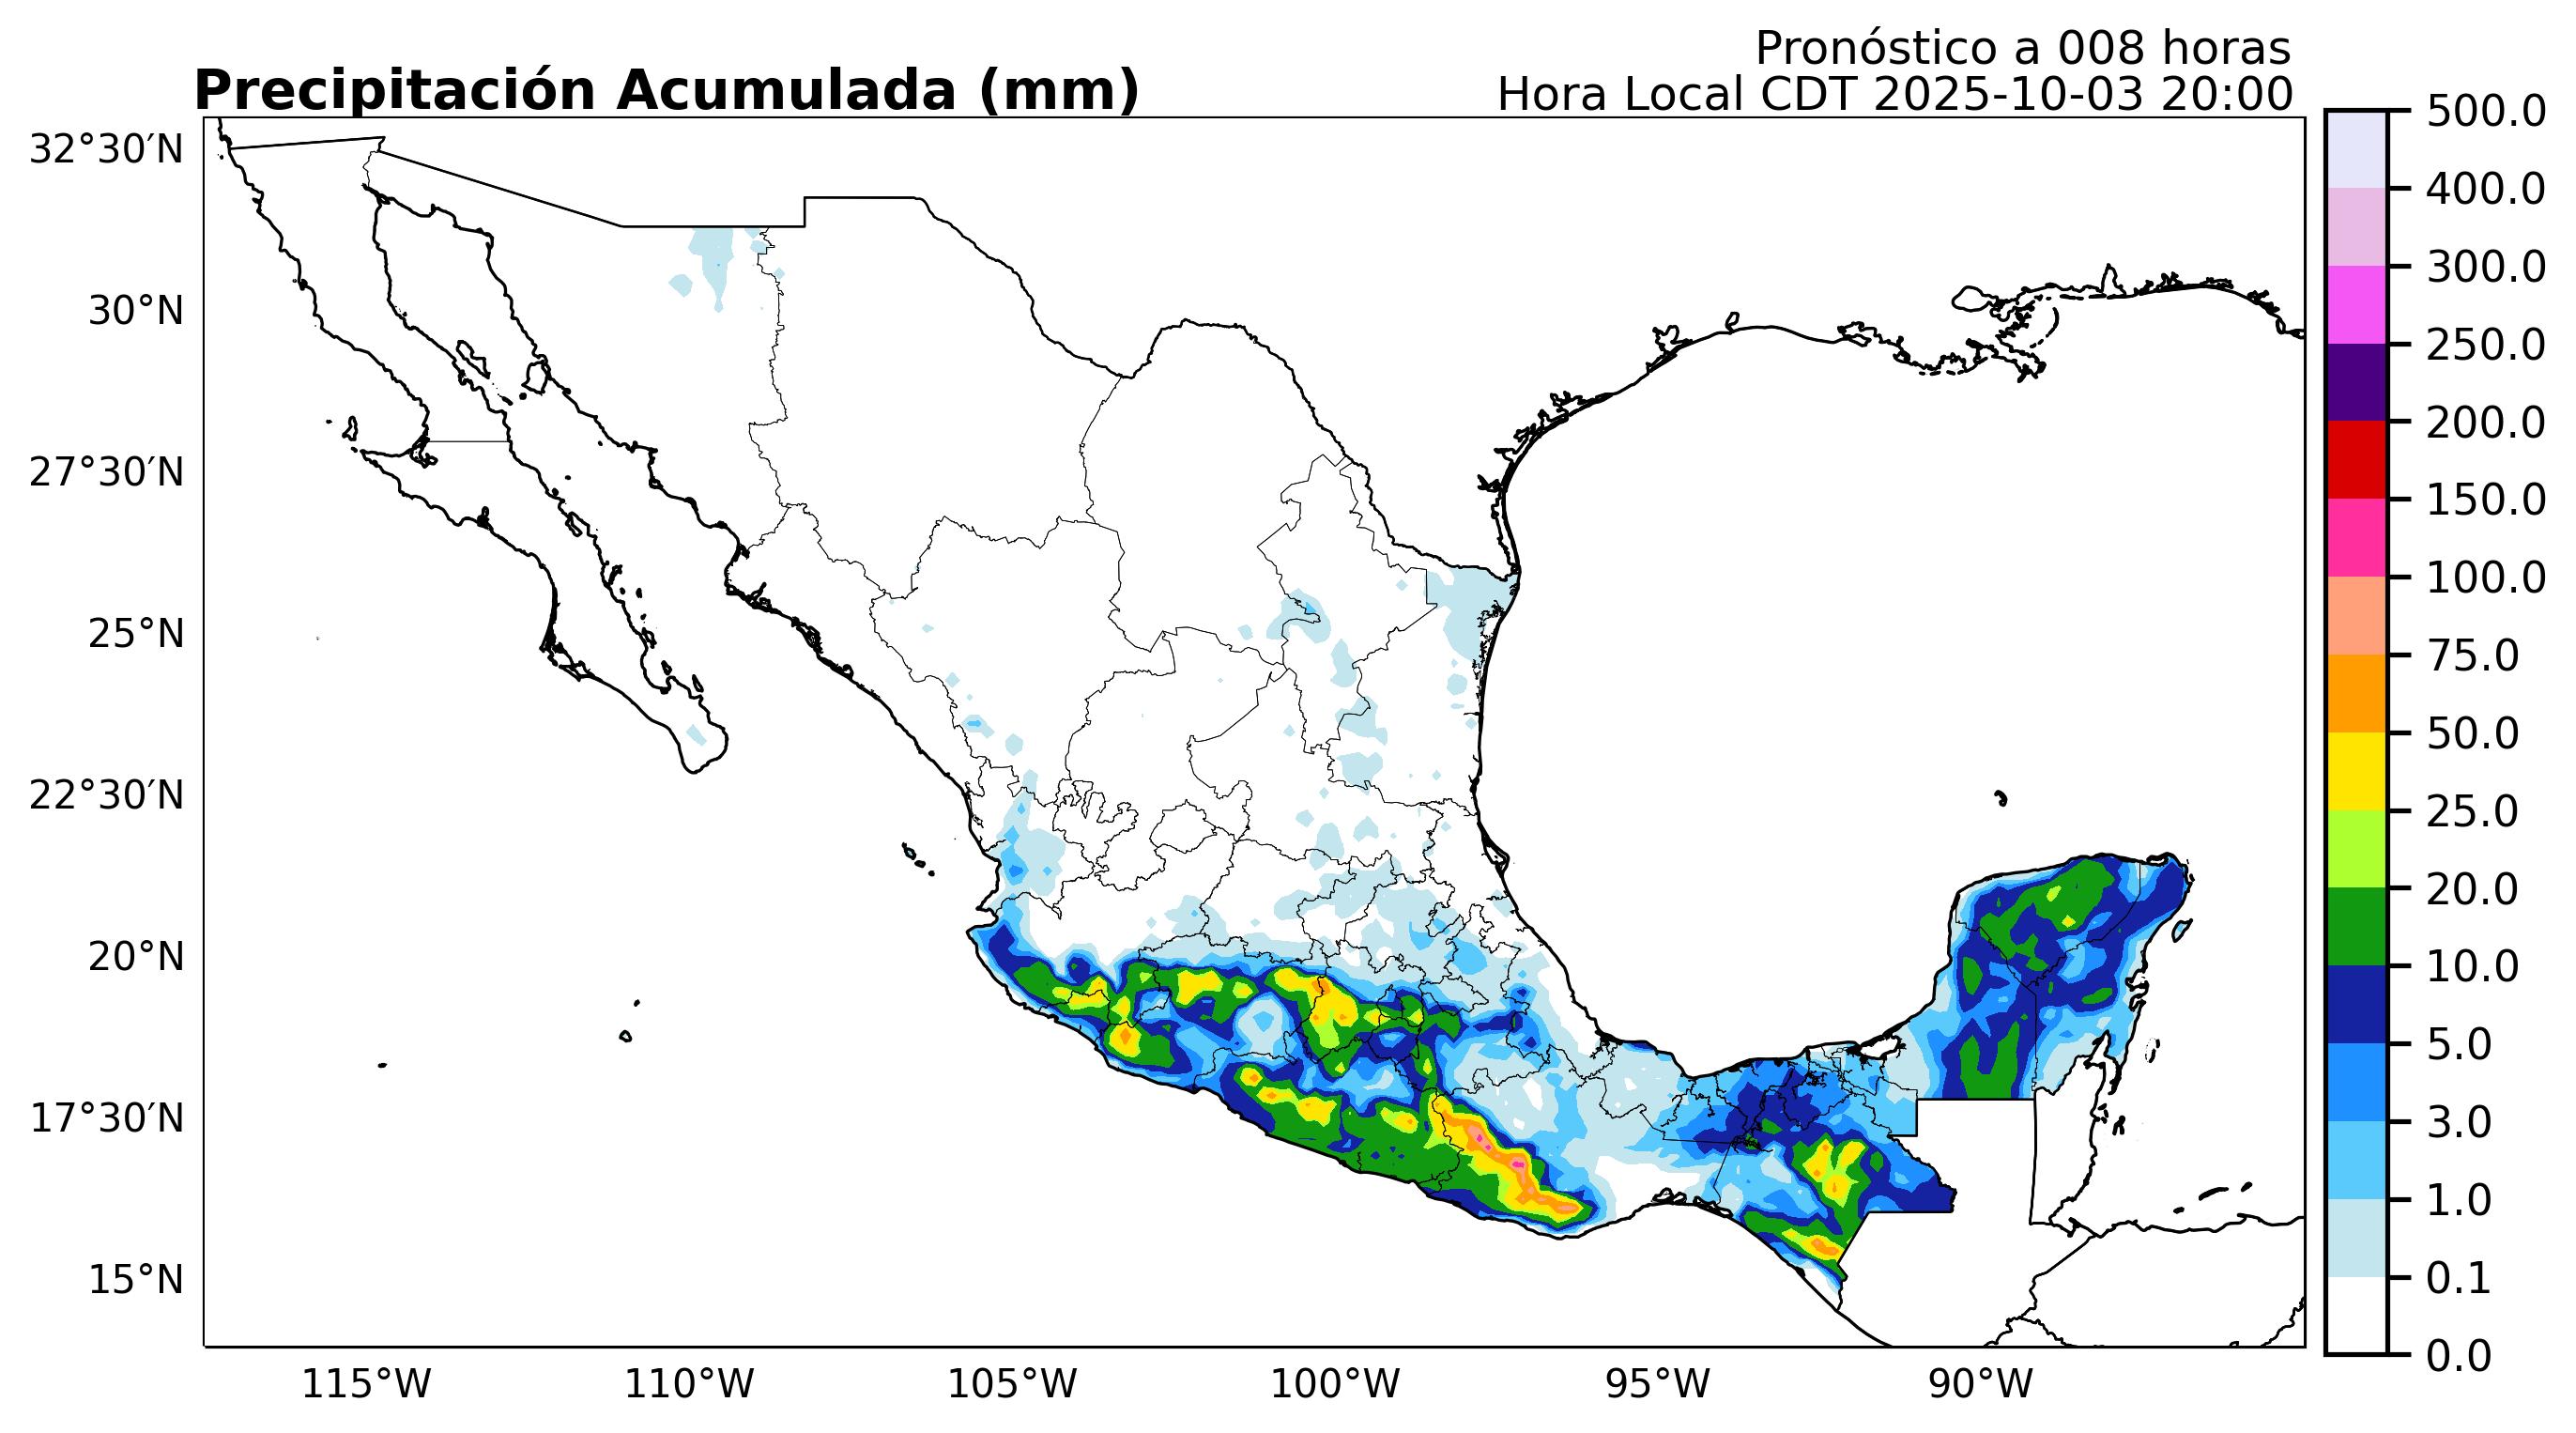 Pronóstico a 008 horas
Precipitación Acumulada (mm)
Hora Local CDT 2025-10-03 20:00
32°30′N
30°N
27°30′N
25°N
22°30′N
20°N
17°30′N
15°N
115°W
110°W
105°W
100°W
95°W
90°W
500.0
400.0
300.0
250.0
200.0
150.0
100.0
75.0
50.0
25.0
20.0
10.0
5.0
3.0
1.0
0.1
0.0